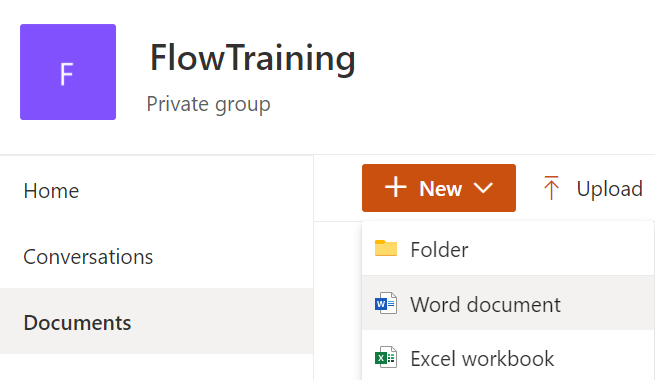 F
FlowTraining
Private group
Home
Conversations
Documents
+ New
Upload
Folder
Word document
Excel workbook